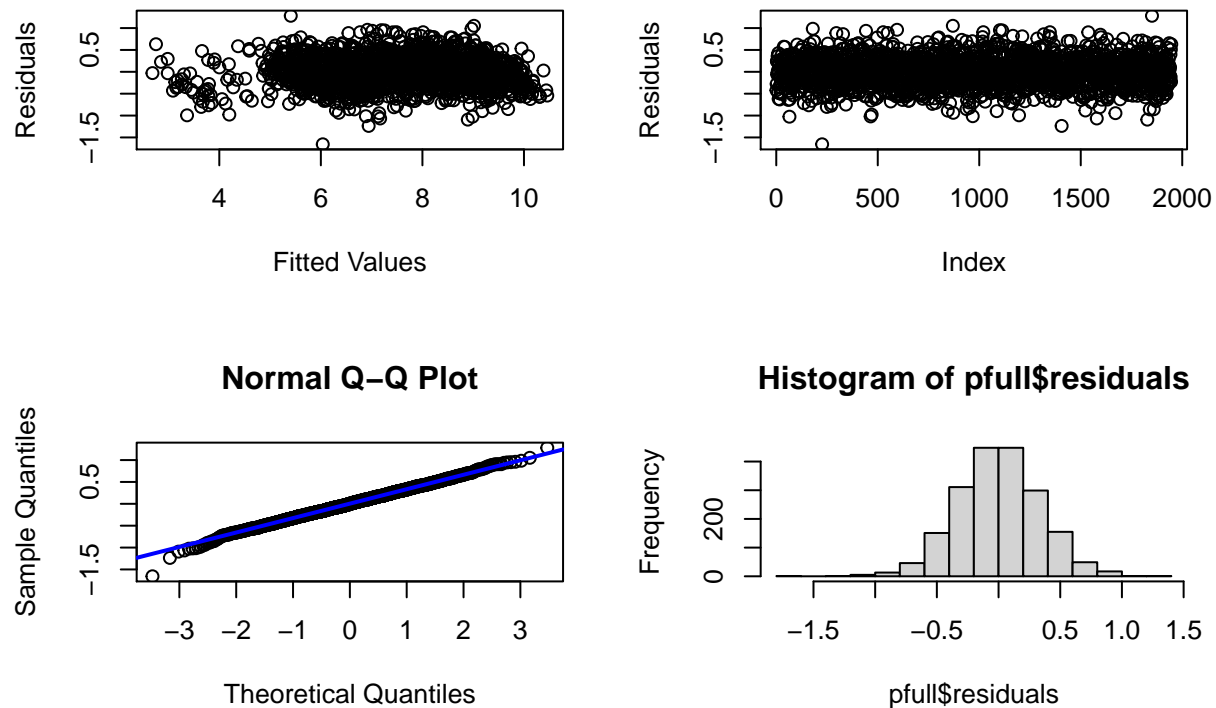 Residuals
0.5
−1.5
4 6 8 10
Fitted Values
Residuals
0.5
−1.5
0 500 1000 1500 2000
Index
Normal Q−Q Plot
Sample Quantiles
0.5
−1.5
−3 −2 −1 0 1 2 3
Theoretical Quantiles
Histogram of pfull$residuals
Frequency
200
0
−1.5 −0.5 0.5 1.0 1.5
pfull$residuals